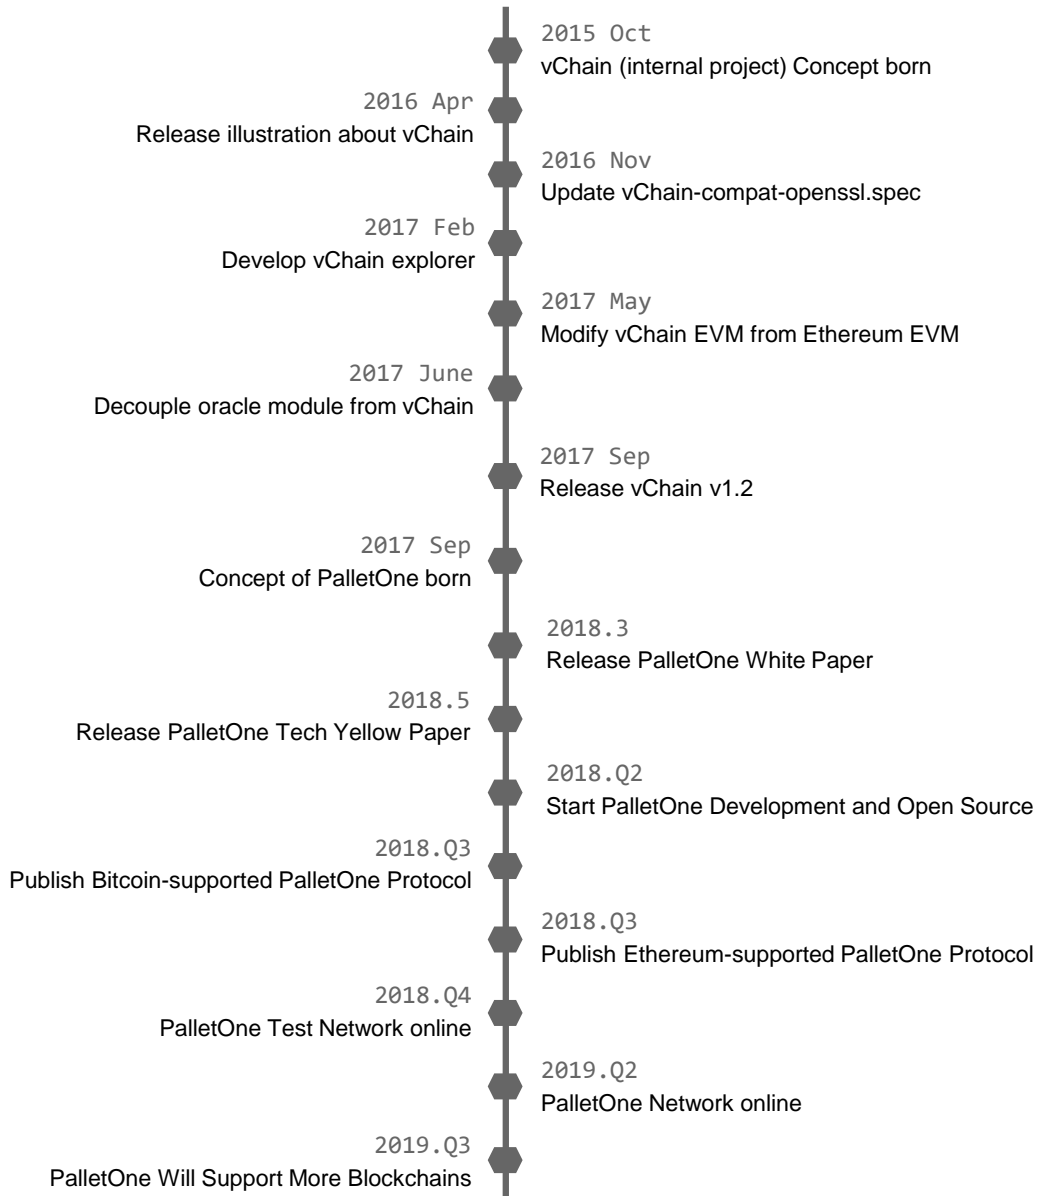 2015 Oct
vChain (internal project) Concept born
2016 Apr
Release illustration about vChain
2016 Nov
Update vChain-compat-openssl.spec
2017 Feb
Develop vChain explorer
2017 May
Modify vChain EVM from Ethereum EVM
2017 June
Decouple oracle module from vChain
2017 Sep
Release vChain v1.2
2017 Sep
Concept of PalletOne born
2018.3
Release PalletOne White Paper
2018.5
Release PalletOne Tech Yellow Paper
2018.Q2
Start PalletOne Development and Open Source
2018.Q3
Publish Bitcoin-supported PalletOne Protocol
2018.Q3
Publish Ethereum-supported PalletOne Protocol
2018.Q4
PalletOne Test Network online
2019.Q2
PalletOne Network online
2019.Q3
PalletOne Will Support More Blockchains